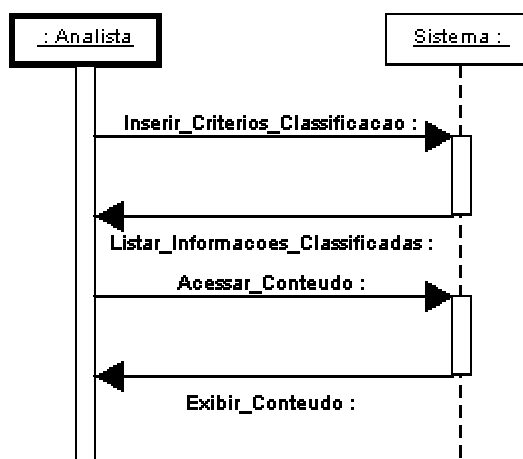 : Analista
Sistema :
Inserir_Criterios_Classificacao :
Listar_Informacoes_Classificadas :
Acessar_Conteudo :
Exibir_Conteudo :